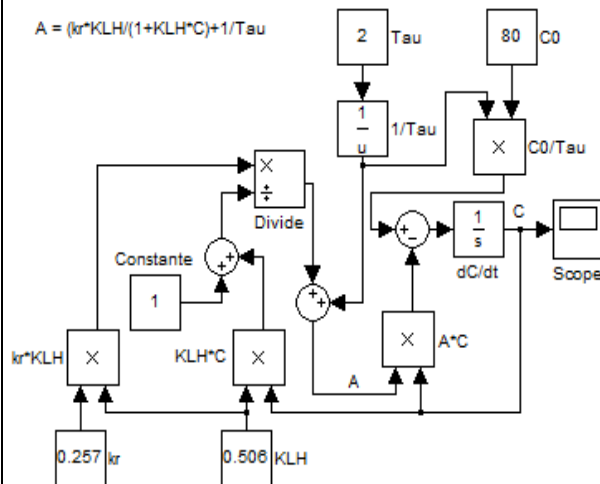 A = (kr*KLH/(1+KLH*C)+1/Tau
2
Tau
80
C0
1
u
1/Tau
×
C0/Tau
×
÷
Divide
+
−
1
s
dC/dt
C
Scope
Constante
1
+
+
+
+
kr*KLH
×
KLH*C
×
×
A*C
A
0.257
kr
0.506
KLH